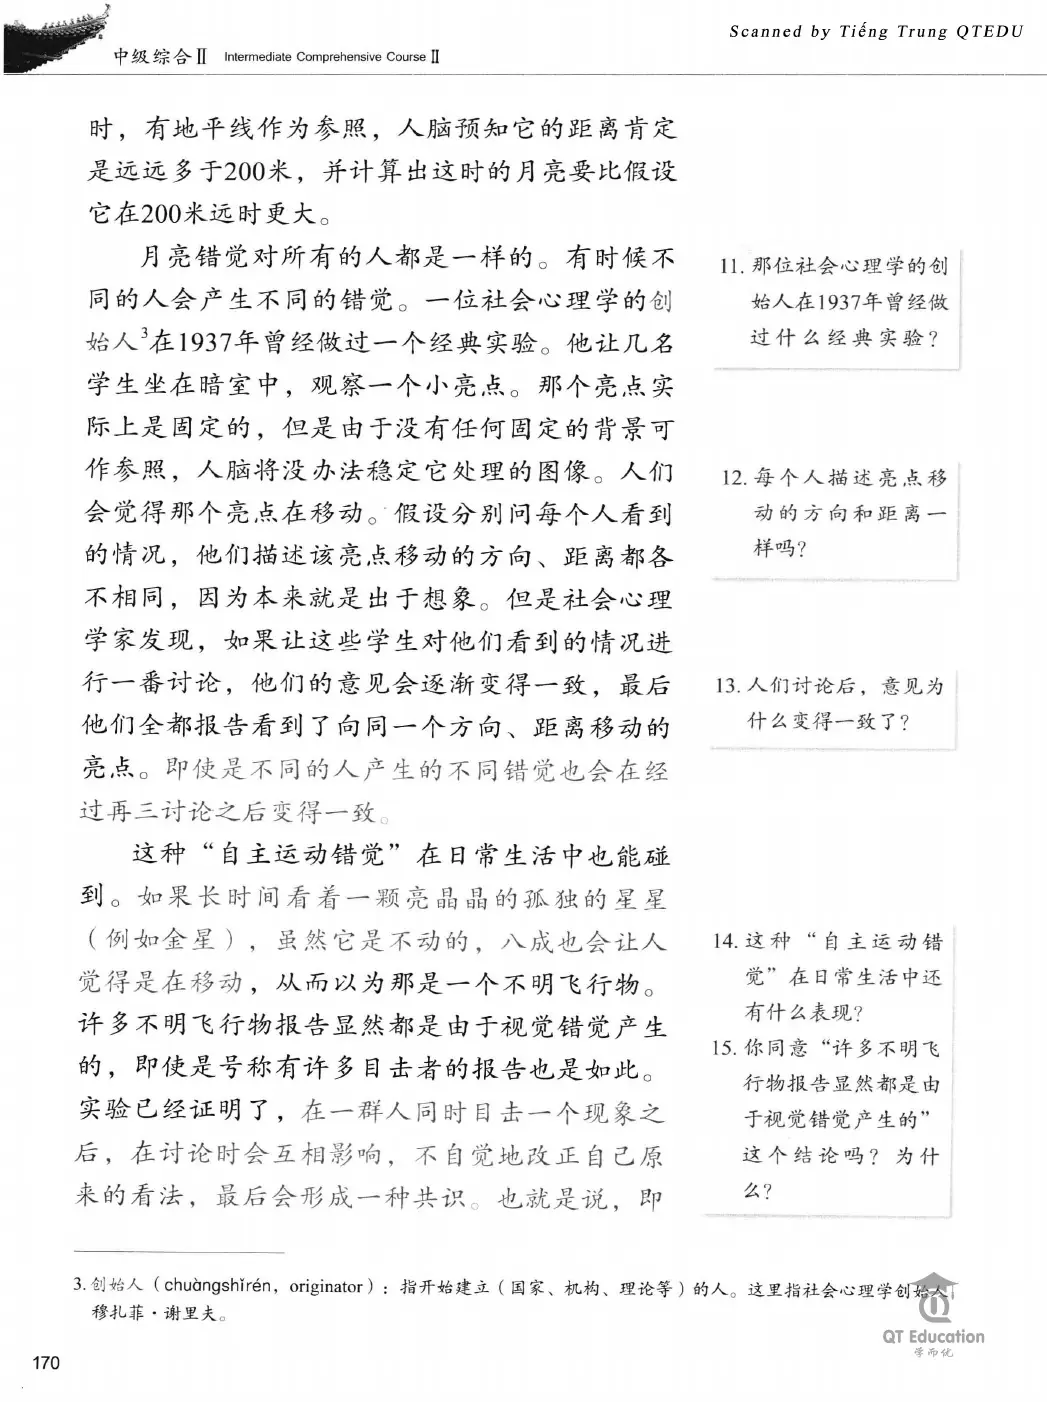 Scanned by Tiếng Trung QTEDU
中级综合Ⅱ Intermediate Comprehensive Course Ⅱ
时，有地平线作为参照，人脑预知它的距离肯定
是远远多于200米，并计算出这时的月亮要比假设
它在200米远时更大。
月亮错觉对所有的人都是一样的。有时候不
同的人会产生不同的错觉。一位社会心理学的创
始人3在1937年曾经做过一个经典实验。他让几名
学生坐在暗室中，观察一个小亮点。那个亮点实
际上是固定的，但是由于没有任何固定的背景可
作参照，人脑将没办法稳定它处理的图像。人们
会觉得那个亮点在移动。假设分别问每个人看到
的情况，他们描述该亮点移动的方向、距离都各
不相同，因为本来就是出于想象。但是社会心理
学家发现，如果让这些学生对他们看到的情况进
行一番讨论，他们的意见会逐渐变得一致，最后
他们全都报告看到了向同一个方向、距离移动的
亮点。即使是不同的人产生的不同错觉也会在经
过再三讨论之后变得一致。
这种“自主运动错觉”在日常生活中也能碰
到。如果长时间看着一颗亮晶晶的孤独的星星
（例如金星），虽然它是不动的，八成也会让人
觉得是在移动，从而以为那是一个不明飞行物。
许多不明飞行物报告显然都是由于视觉错觉产生
的，即使是号称有许多目击者的报告也是如此。
实验已经证明了，在一群人同时目击一个现象之
后，在讨论时会互相影响，不自觉地改正自己原
来的看法，最后会形成一种共识。也就是说，即
11. 那位社会心理学的创
始人在1937年曾经做
过什么经典实验？
12. 每个人描述亮点移
动的方向和距离一
样吗？
13. 人们讨论后，意见为
什么变得一致了？
14. 这种“自主运动错
觉”在日常生活中还
有什么表现？
15. 你同意“许多不明飞
行物报告显然都是由
于视觉错觉产生的”
这个结论吗？为什
么？
3. 创始人（chuàngshǐrén，originator）：指开始建立（国家、机构、理论等）的人。这里指社会心理学创始人
穆扎菲·谢里夫。
QT Education
学而优
170